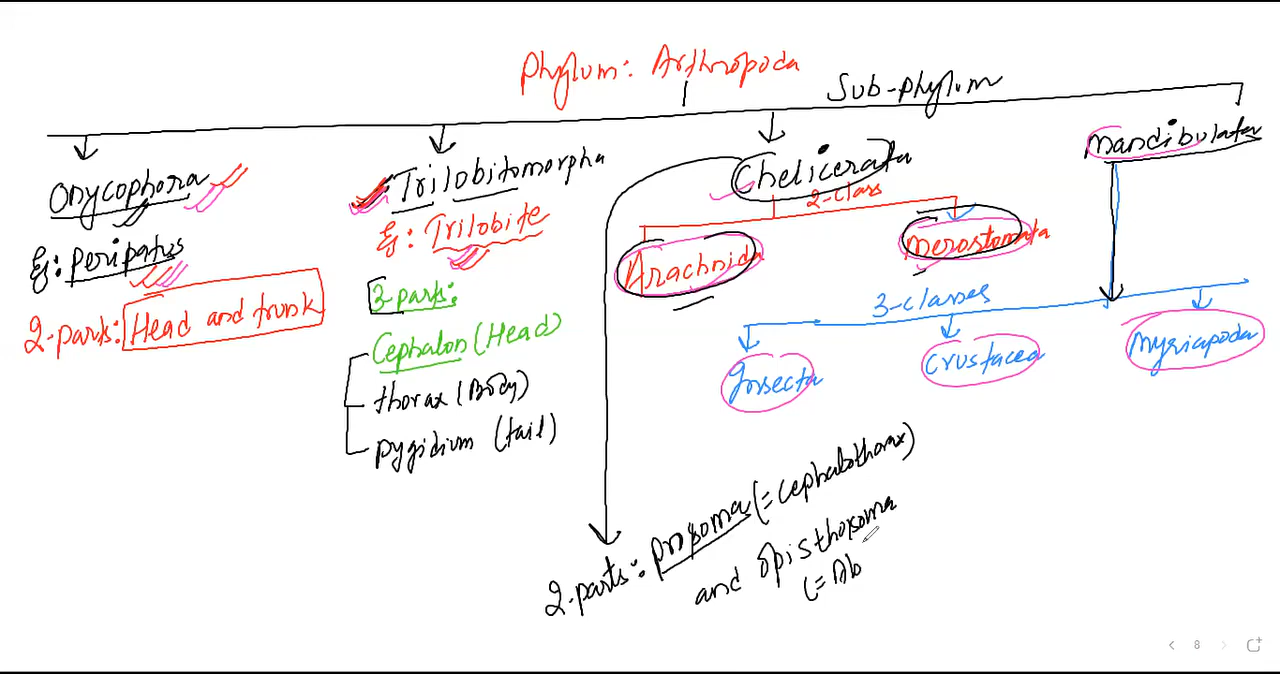 Phylum: Arthropoda
Sub-phylum
Onycophora
Eg: Peripatus
2-parts: Head and trunk
Trilobitomorpha
Eg: Trilobite
3-parts:
Cephalon (Head)
thorax (Body)
pygidium (tail)
Chelicerata
2-class
Arachnida
Merostomata
2-parts: prosoma (= cephalothorax)
and opisthosoma
(= Ab
Mandibulata
3-classes
Insecta
Crustacea
Myriapoda
8